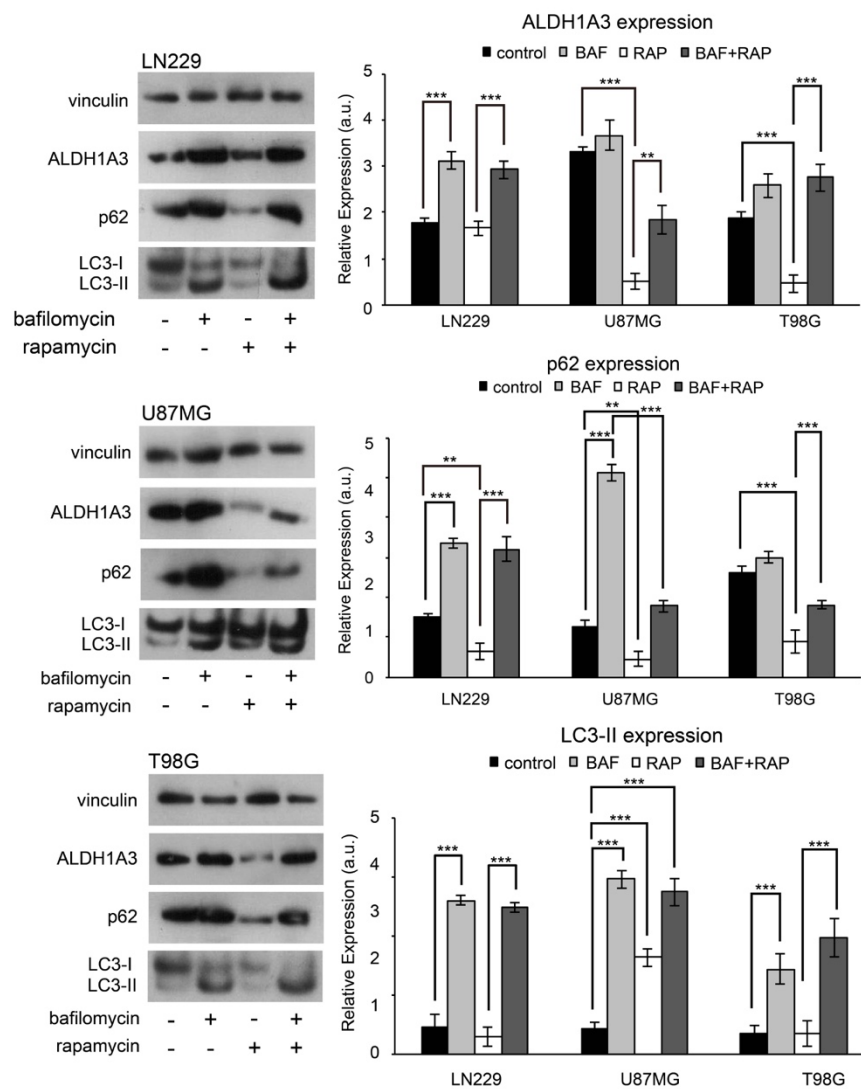 LN229
vinculin
ALDH1A3
p62
LC3-I
LC3-II
bafilomycin - + - +
rapamycin - - + +
ALDH1A3 expression
control BAF RAP BAF+RAP
Relative Expression (a.u.)
5
4
3
2
1
0
*** *** *** ** *** ***
LN229 U87MG T98G
U87MG
vinculin
ALDH1A3
p62
LC3-I
LC3-II
bafilomycin - + - +
rapamycin - - + +
p62 expression
control BAF RAP BAF+RAP
Relative Expression (a.u.)
5
4
3
2
1
0
** *** *** ** *** *** *** ***
LN229 U87MG T98G
T98G
vinculin
ALDH1A3
p62
LC3-I
LC3-II
bafilomycin - + - +
rapamycin - - + +
LC3-II expression
control BAF RAP BAF+RAP
Relative Expression (a.u.)
5
4
3
2
1
0
*** *** *** *** *** *** ***
LN229 U87MG T98G